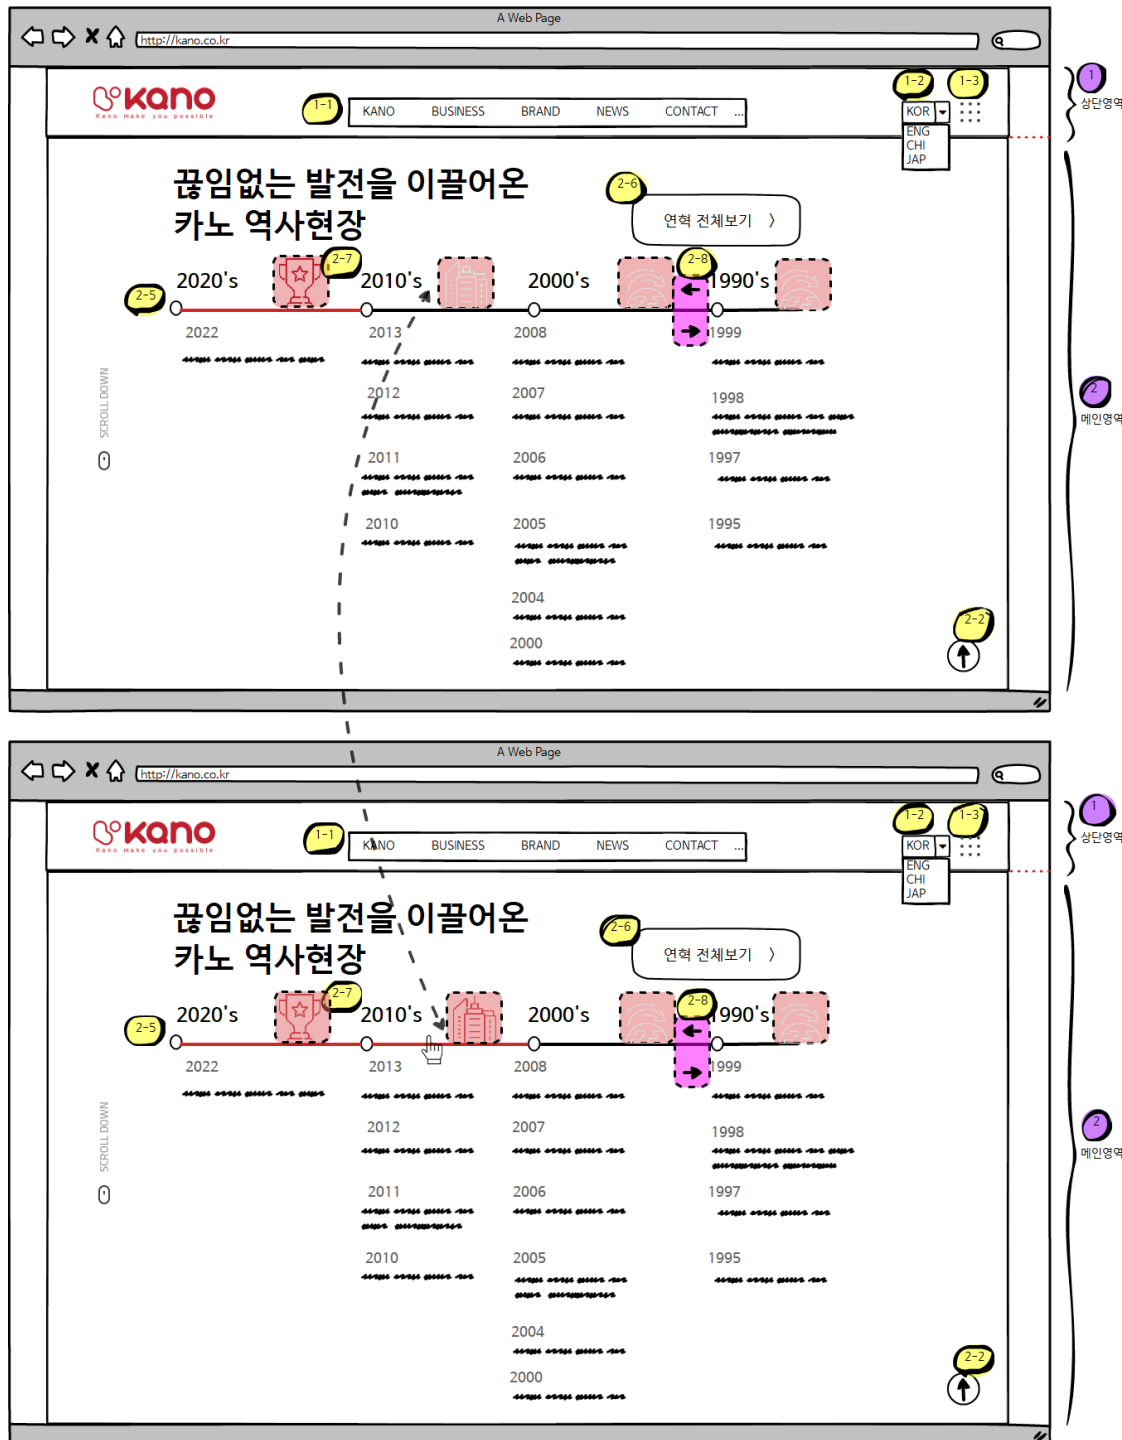 A Web Page
http://kano.co.kr
kano
Kano make you possible
1-1
KANO BUSINESS BRAND NEWS CONTACT ...
1-2
1-3
KOR
ENG
CHI
JAP
1
상단영역
끊임없는 발전을 이끌어온
카노 역사현장
2-6
연혁 전체보기 〉
2-5
2020's
2-7
2010's
2000's
2-8
1990's
2022
2013
2008
1999
2012
2007
1998
2011
2006
1997
2010
2005
1995
2004
2000
SCROLL DOWN
2-2
2
메인영역
A Web Page
http://kano.co.kr
kano
Kano make you possible
1-1
KANO BUSINESS BRAND NEWS CONTACT ...
1-2
1-3
KOR
ENG
CHI
JAP
1
상단영역
끊임없는 발전을 이끌어온
카노 역사현장
2-6
연혁 전체보기 〉
2-5
2020's
2-7
2010's
2000's
2-8
1990's
2022
2013
2008
1999
2012
2007
1998
2011
2006
1997
2010
2005
1995
2004
2000
SCROLL DOWN
2-2
2
메인영역